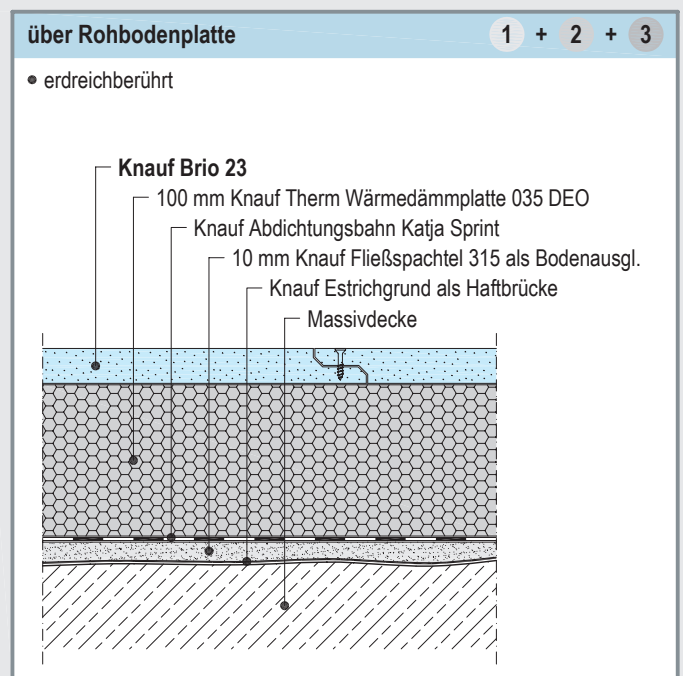 über Rohbodenplatte 1 + 2 + 3
erdreichberührt
Knauf Brio 23
100 mm Knauf Therm Wärmedämmplatte 035 DEO
Knauf Abdichtungsbahn Katja Sprint
10 mm Knauf Fließspachtel 315 als Bodenausgl.
Knauf Estrichgrund als Haftbrücke
Massivdecke